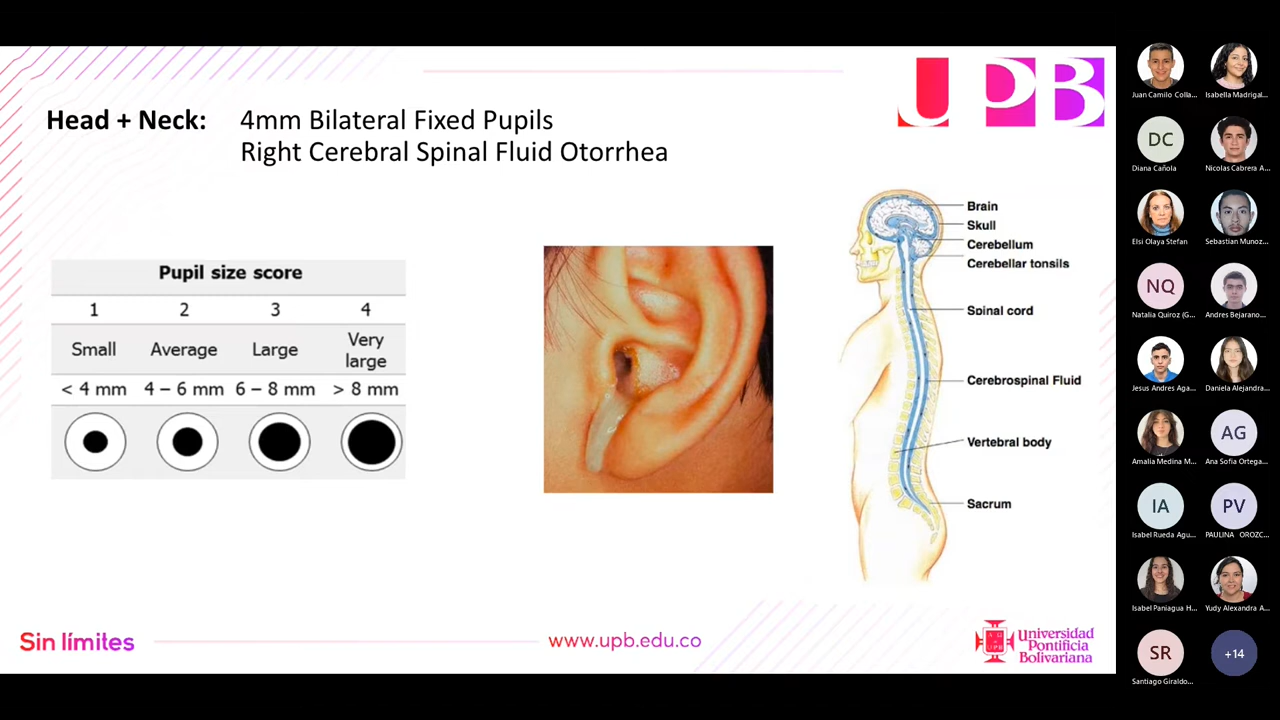 UPB
Head + Neck: 4mm Bilateral Fixed Pupils
Right Cerebral Spinal Fluid Otorrhea
Pupil size score
1 2 3 4
Small Average Large Very large
< 4 mm 4 – 6 mm 6 – 8 mm > 8 mm
Brain
Skull
Cerebellum
Cerebellar tonsils
Spinal cord
Cerebrospinal Fluid
Vertebral body
Sacrum
Sin límites
www.upb.edu.co
Universidad
Pontificia
Bolivariana
Juan Camilo Colla...
Isabella Madrigal...
DC
Diana Cañola
Nicolas Cabrera A...
Elsi Olaya Stefan
Sebastian Munoz...
NQ
Natalia Quiroz (G...
Andres Bejarano...
Jesus Andres Aga...
Daniela Alejandra...
Amalia Medina M...
AG
Ana Sofia Ortega...
IA
Isabel Rueda Agu...
PV
PAULINA OROZC...
Isabel Paniagua H...
Yudy Alexandra A...
SR
Santiago Giraldo...
+14